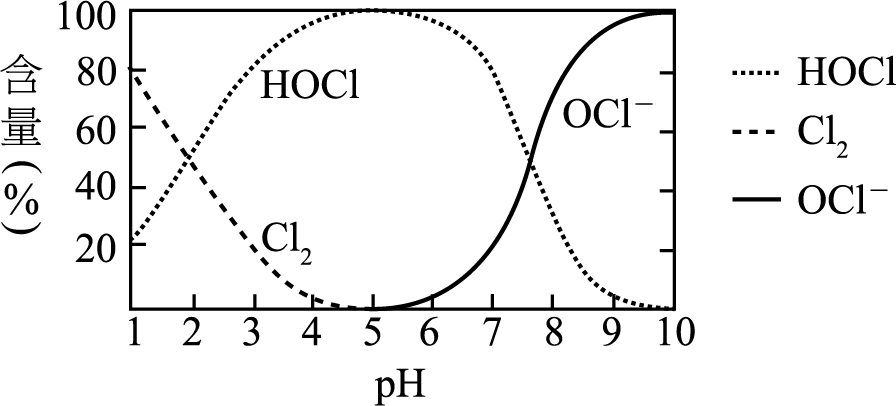 含量(%)
100
80
60
40
20
HOCl
Cl₂
OCl⁻
1 2 3 4 5 6 7 8 9 10
pH
HOCl
Cl₂
OCl⁻